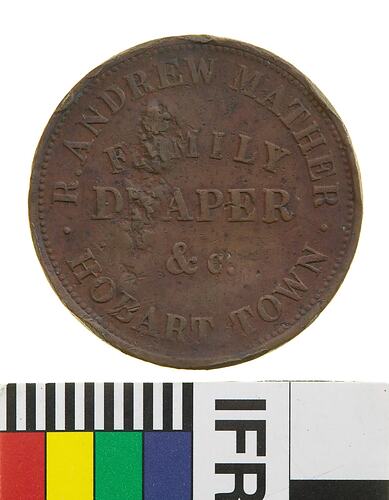 R. ANDREW MATHER
FAMILY
DRAPER
& c.
HOBART TOWN
IFR